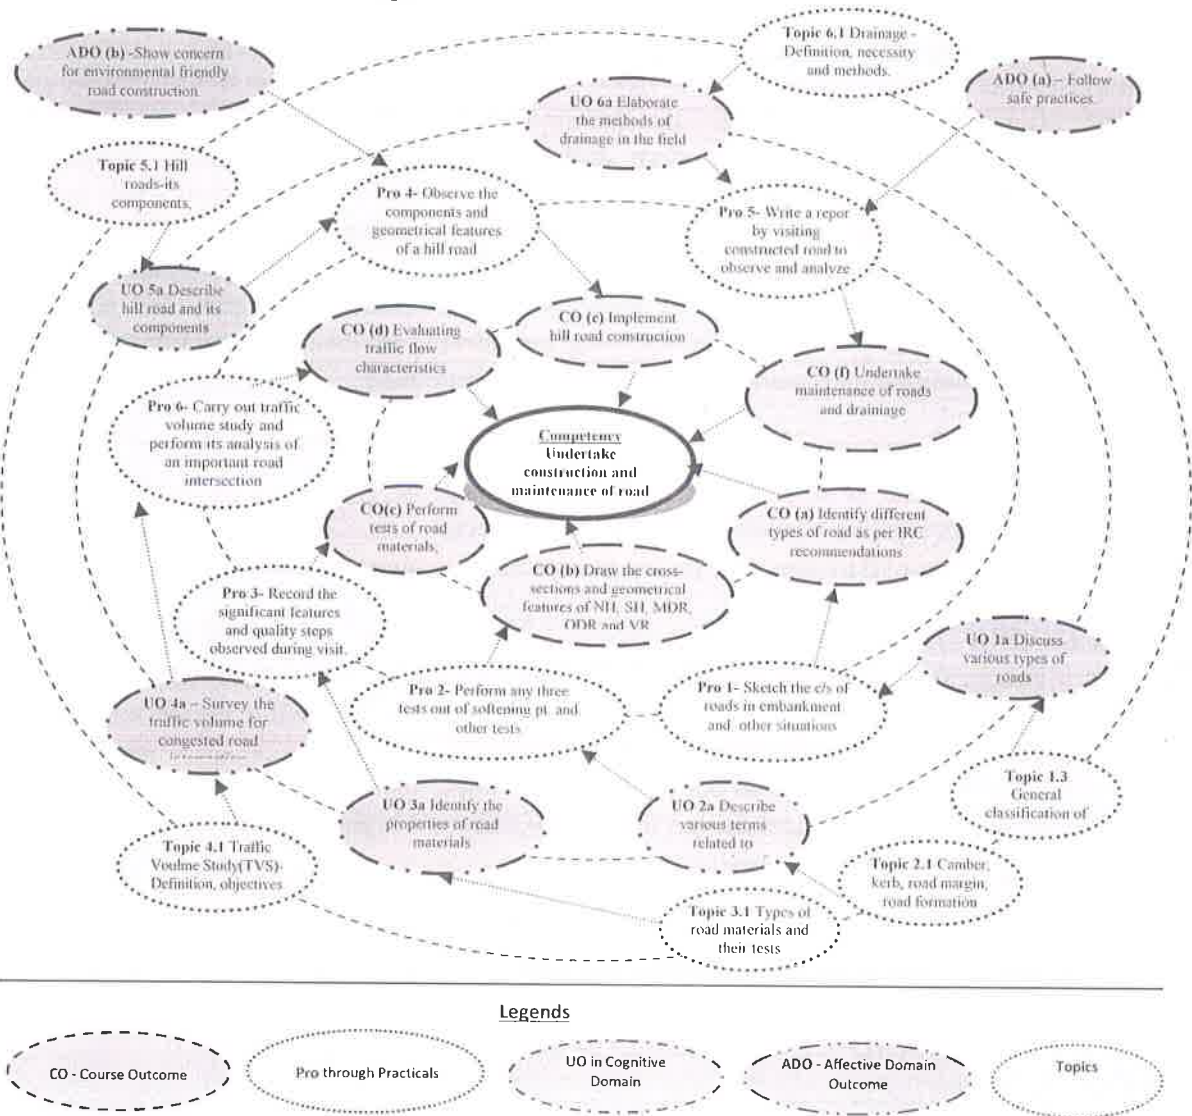 ADO (b) -Show concern
for environmental friendly
road construction.
Topic 6.1 Drainage -
Definition, necessity
and methods.
ADO (a) – Follow
safe practices.
UO 6a Elaborate
the methods of
drainage in the field
Topic 5.1 Hill
roads-its
components,
Pro 4- Observe the
components and
geometrical features
of a hill road
Pro 5- Write a repor
by visiting
constructed road to
observe and analyze
UO 5a Describe
hill road and its
components
CO (d) Evaluating
traffic flow
characteristics
CO (e) Implement
hill road construction
CO (f) Undertake
maintenance of roads
and drainiage
Pro 6- Carry out traffic
volume study and
perform its analysis of
an important road
intersection
Competency
Undertake
construction and
maintenance of road
CO(c) Perform
tests of road
materials,
CO (a) Identify different
types of road as per IRC
recommendations
CO (b) Draw the cross-
sections and geometrical
features of NH, SH, MDR,
ODR and VR
Pro 3- Record the
significant features
and quality steps
observed during visit.
UO 1a Discuss
various types of
roads
Pro 2- Perform any three
tests out of softening pt. and
other tests
Pro 1- Sketch the c/s of
roads in embankment
and other situations
UO 4a – Survey the
traffic volume for
congested road
Topic 1.3
General
classification of
UO 3a Identify the
properties of road
materials
UO 2a Describe
various terms
related to
Topic 4.1 Traffic
Voulme Study(TVS)-
Definition, objectives
Topic 2.1 Camber,
kerb, road margin,
road formation
Topic 3.1 Types of
road materials and
their tests
Legends
CO - Course Outcome
Pro through Practicals
UO in Cognitive
Domain
ADO - Affective Domain
Outcome
Topics